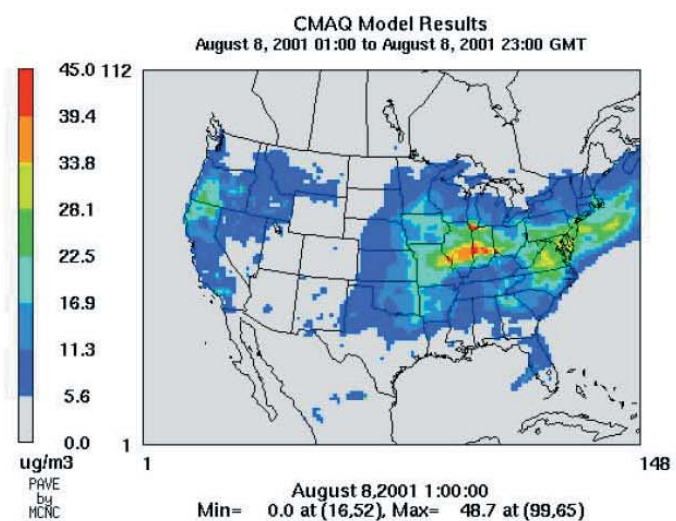 CMAQ Model Results
August 8, 2001 01:00 to August 8, 2001 23:00 GMT
45.0
39.4
33.8
28.1
22.5
16.9
11.3
5.6
0.0
ug/m3
PAVE
by
MCNC
112
1
1
148
August 8,2001 1:00:00
Min= 0.0 at (16,52), Max= 48.7 at (99,65)